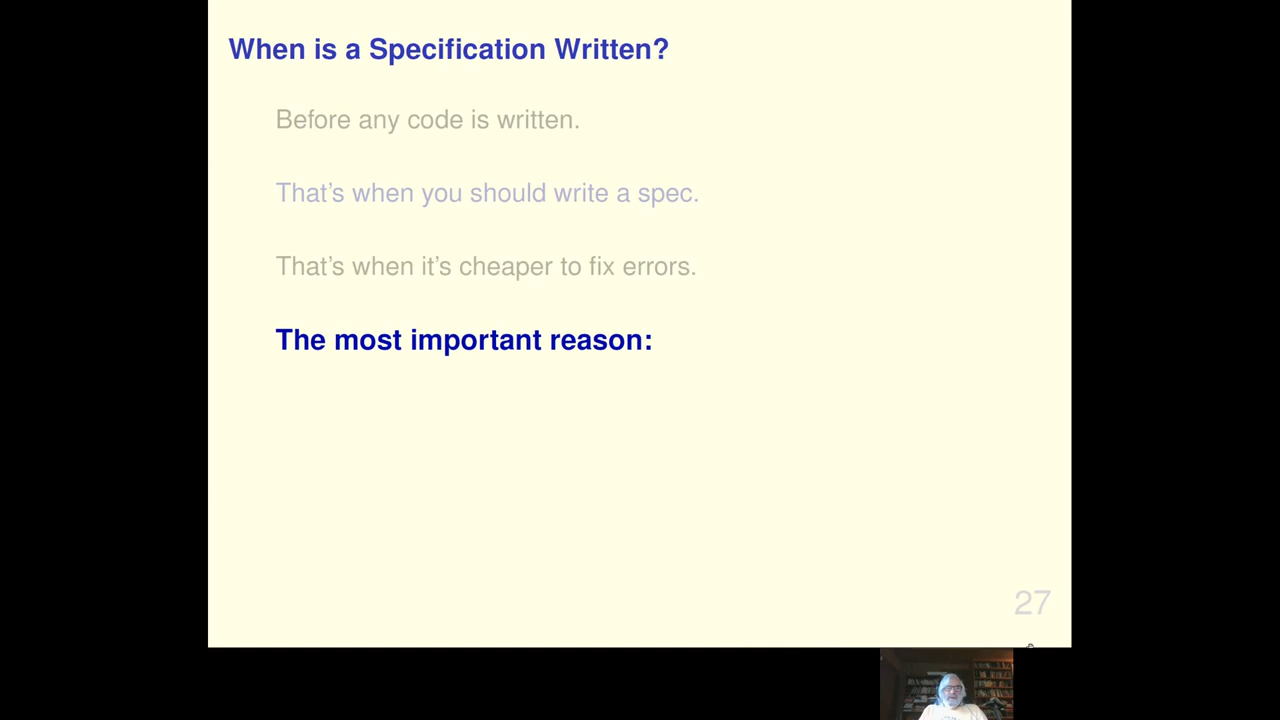 When is a Specification Written?
Before any code is written.
That's when you should write a spec.
That's when it's cheaper to fix errors.
The most important reason:
27